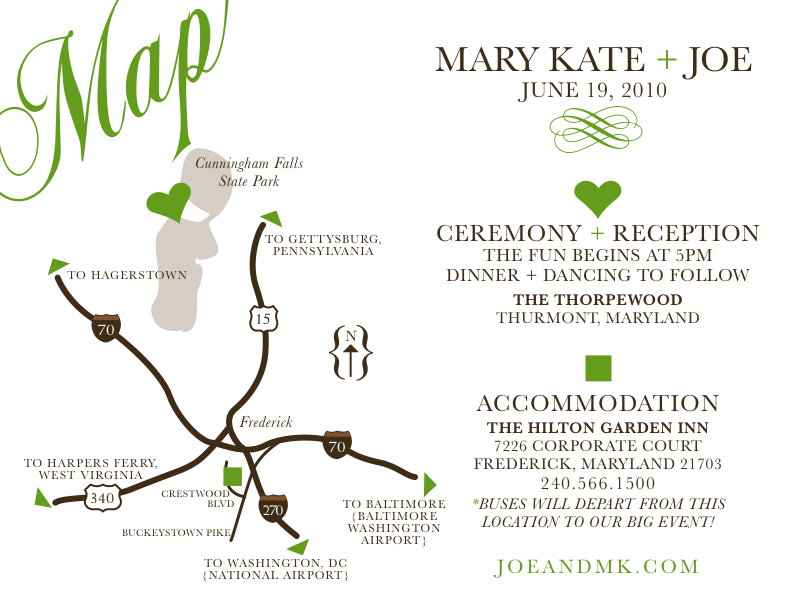 Map
Cunningham Falls
State Park
TO GETTYSBURG,
PENNSYLVANIA
TO HAGERSTOWN
15
70
N
Frederick
70
TO HARPERS FERRY,
WEST VIRGINIA
340
CRESTWOOD
BLVD
270
BUCKEYSTOWN PIKE
TO BALTIMORE
{BALTIMORE
WASHINGTON
AIRPORT}
TO WASHINGTON, DC
{NATIONAL AIRPORT}
MARY KATE + JOE
JUNE 19, 2010
CEREMONY + RECEPTION
THE FUN BEGINS AT 5PM
DINNER + DANCING TO FOLLOW
THE THORPEWOOD
THURMONT, MARYLAND
ACCOMMODATION
THE HILTON GARDEN INN
7226 CORPORATE COURT
FREDERICK, MARYLAND 21703
240.566.1500
*BUSES WILL DEPART FROM THIS
LOCATION TO OUR BIG EVENT!
JOEANDMK.COM